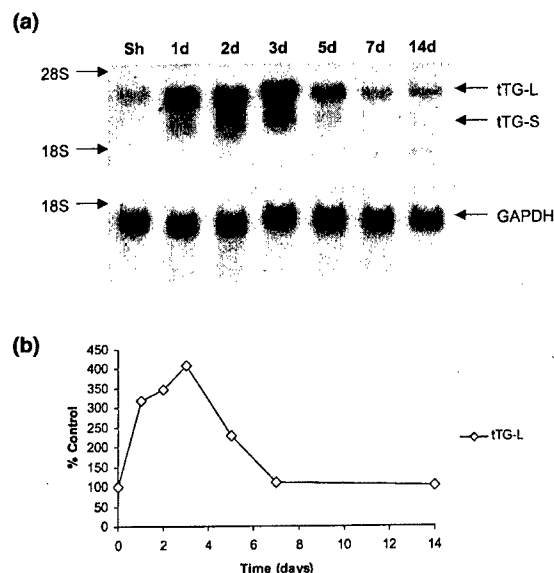 (a)
Sh 1d 2d 3d 5d 7d 14d
28S
tTG-L
tTG-S
18S
18S
GAPDH
(b)
450
400
350
300
250
200
150
100
50
0
% Control
0 2 4 6 8 10 12 14
Time (days)
tTG-L